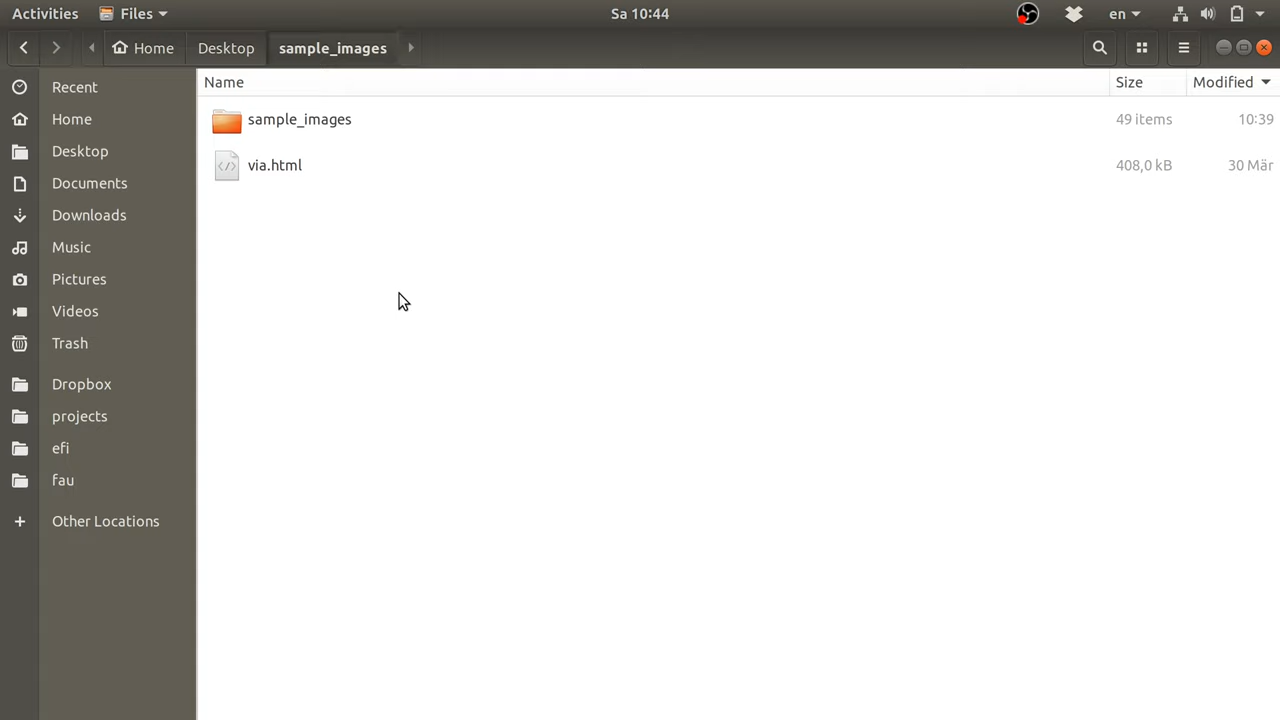 Activities Files Sa 10:44 en
Home Desktop sample_images
Name Size Modified
sample_images 49 items 10:39
via.html 408,0 kB 30 Mär
Recent
Home
Desktop
Documents
Downloads
Music
Pictures
Videos
Trash
Dropbox
projects
efi
fau
+ Other Locations